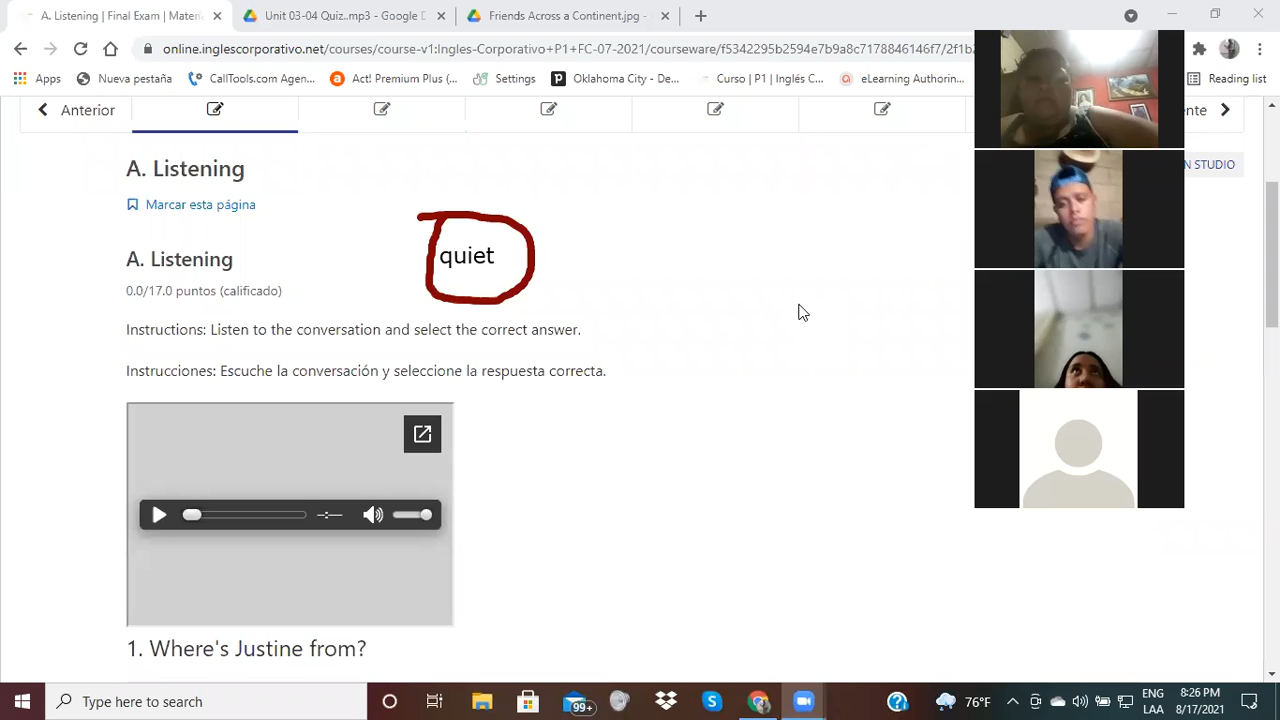 A. Listening | Final Exam | Materi
Unit 03-04 Quiz..mp3 - Google D
Friends Across a Continent.jpg -
online.inglescorporativo.net/courses/course-v1:Ingles-Corporativo+P1+FC-07-2021/courseware/f5342295b2594e7b9a8c7178846146f7/2f1b2
Apps
Nueva pestaña
CallTools.com Agen...
Act! Premium Plus (...
Settings
Oklahoma City - De...
Curso | P1 | Inglés C...
eLearning Authorin...
Reading list
Anterior
nte
N STUDIO
A. Listening
Marcar esta página
A. Listening
quiet
0.0/17.0 puntos (calificado)
Instructions: Listen to the conversation and select the correct answer.
Instrucciones: Escuche la conversación y seleccione la respuesta correcta.
-:-
1. Where's Justine from?
Type here to search
99+
76°F
ENG
LAA
8:26 PM
8/17/2021